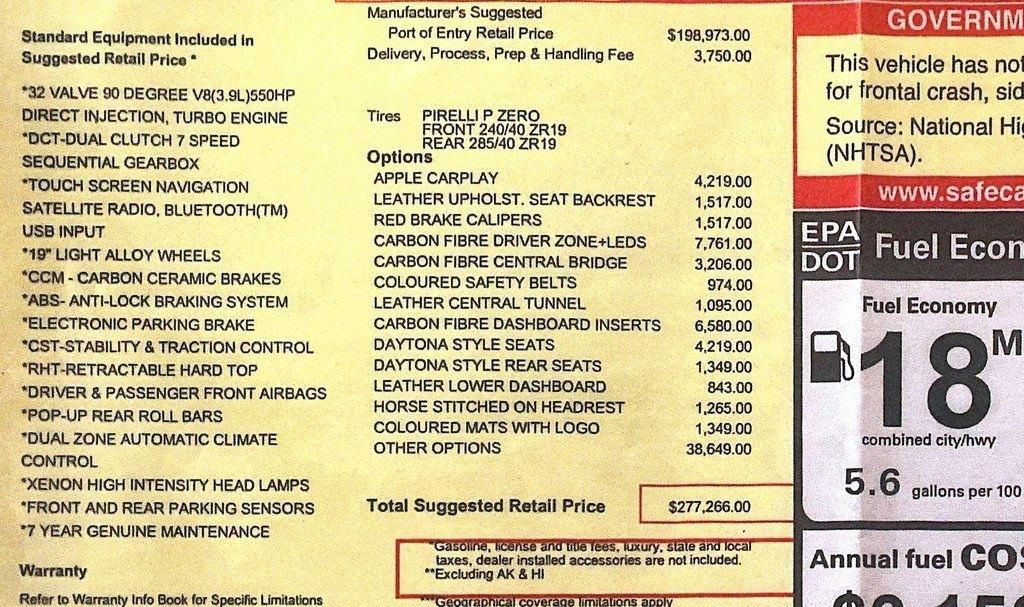 Standard Equipment Included in
Suggested Retail Price *
*32 VALVE 90 DEGREE V8(3.9L)550HP
DIRECT INJECTION, TURBO ENGINE
*DCT-DUAL CLUTCH 7 SPEED
SEQUENTIAL GEARBOX
*TOUCH SCREEN NAVIGATION
SATELLITE RADIO, BLUETOOTH(TM)
USB INPUT
*19" LIGHT ALLOY WHEELS
*CCM - CARBON CERAMIC BRAKES
*ABS- ANTI-LOCK BRAKING SYSTEM
*ELECTRONIC PARKING BRAKE
*CST-STABILITY & TRACTION CONTROL
*RHT-RETRACTABLE HARD TOP
*DRIVER & PASSENGER FRONT AIRBAGS
*POP-UP REAR ROLL BARS
*DUAL ZONE AUTOMATIC CLIMATE
CONTROL
*XENON HIGH INTENSITY HEAD LAMPS
*FRONT AND REAR PARKING SENSORS
*7 YEAR GENUINE MAINTENANCE
Warranty
Refer to Warranty Info Book for Specific Limitations
Manufacturer's Suggested
Port of Entry Retail Price $198,973.00
Delivery, Process, Prep & Handling Fee 3,750.00
Tires PIRELLI P ZERO
FRONT 240/40 ZR19
REAR 285/40 ZR19
Options
APPLE CARPLAY 4,219.00
LEATHER UPHOLST. SEAT BACKREST 1,517.00
RED BRAKE CALIPERS 1,517.00
CARBON FIBRE DRIVER ZONE+LEDS 7,761.00
CARBON FIBRE CENTRAL BRIDGE 3,206.00
COLOURED SAFETY BELTS 974.00
LEATHER CENTRAL TUNNEL 1,095.00
CARBON FIBRE DASHBOARD INSERTS 6,580.00
DAYTONA STYLE SEATS 4,219.00
DAYTONA STYLE REAR SEATS 1,349.00
LEATHER LOWER DASHBOARD 843.00
HORSE STITCHED ON HEADREST 1,265.00
COLOURED MATS WITH LOGO 1,349.00
OTHER OPTIONS 38,649.00
Total Suggested Retail Price $277,266.00
*Gasoline, license and title fees, luxury, state and local
taxes, dealer installed accessories are not included.
**Excluding AK & HI
***Geographical coverage limitations apply
GOVERNM
This vehicle has not
for frontal crash, sid
Source: National Hi
(NHTSA).
www.safeca
EPA
DOT Fuel Econ
Fuel Economy
18 M
combined city/hwy
5.6 gallons per 100
Annual fuel COS